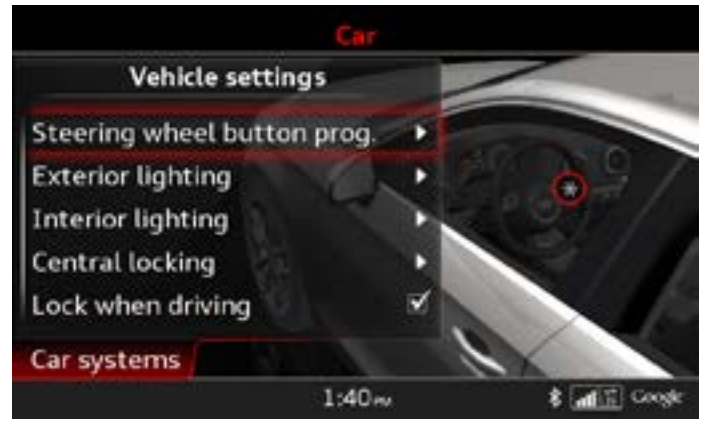 Car
Vehicle settings
Steering wheel button prog.
Exterior lighting
Interior lighting
Central locking
Lock when driving
Car systems
1:40 PM
Google